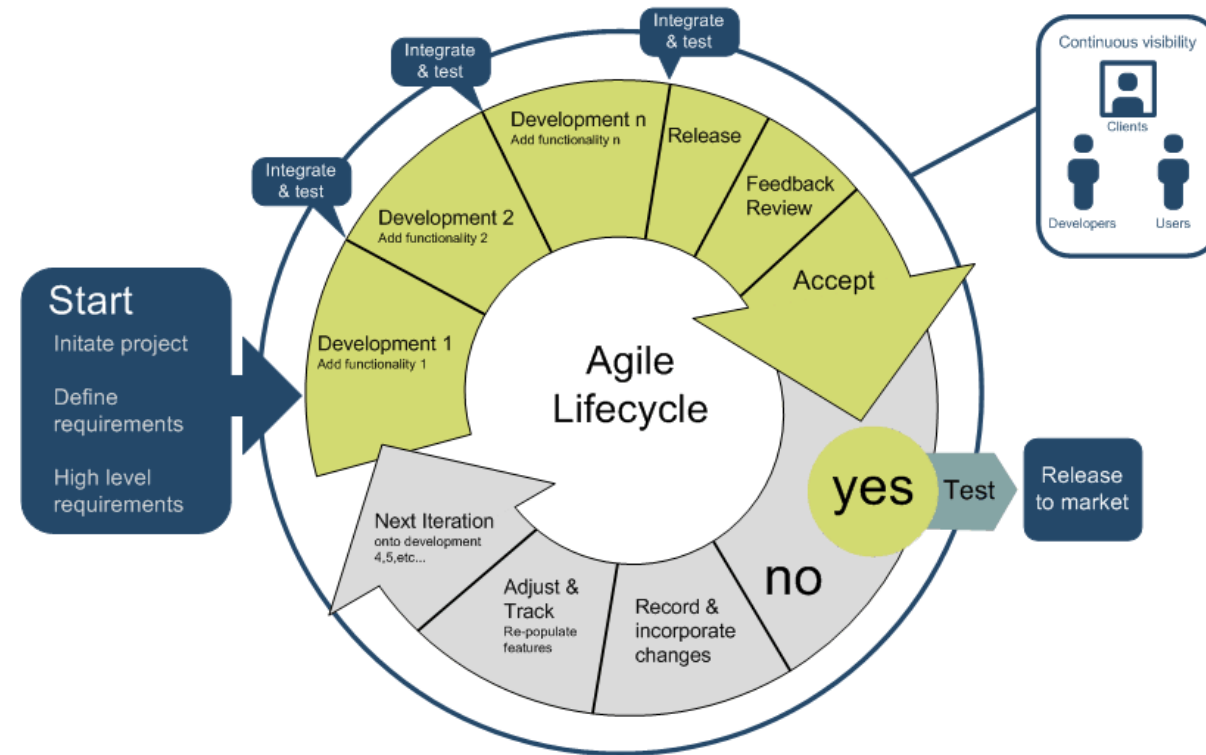 Start
Initate project
Define
requirements
High level
requirements
Integrate
& test
Integrate
& test
Integrate
& test
Development 1
Add functionality 1
Development 2
Add functionality 2
Development n
Add functionality n
Release
Feedback
Review
Accept
Agile
Lifecycle
yes
Test
Release
to market
no
Record &
incorporate
changes
Adjust &
Track
Re-populate
features
Next Iteration
onto development
4,5,etc...
Continuous visibility
Clients
Developers
Users